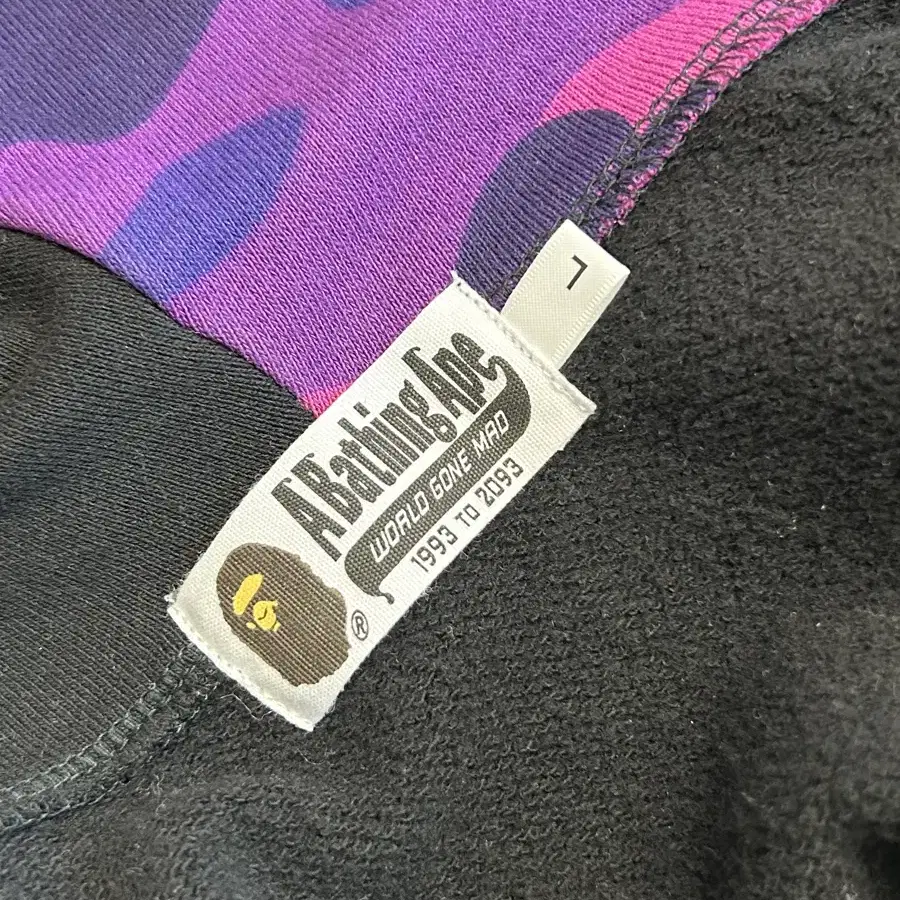 L
A Bathing Ape
WORLD GONE MAD
1993 TO 2093
®